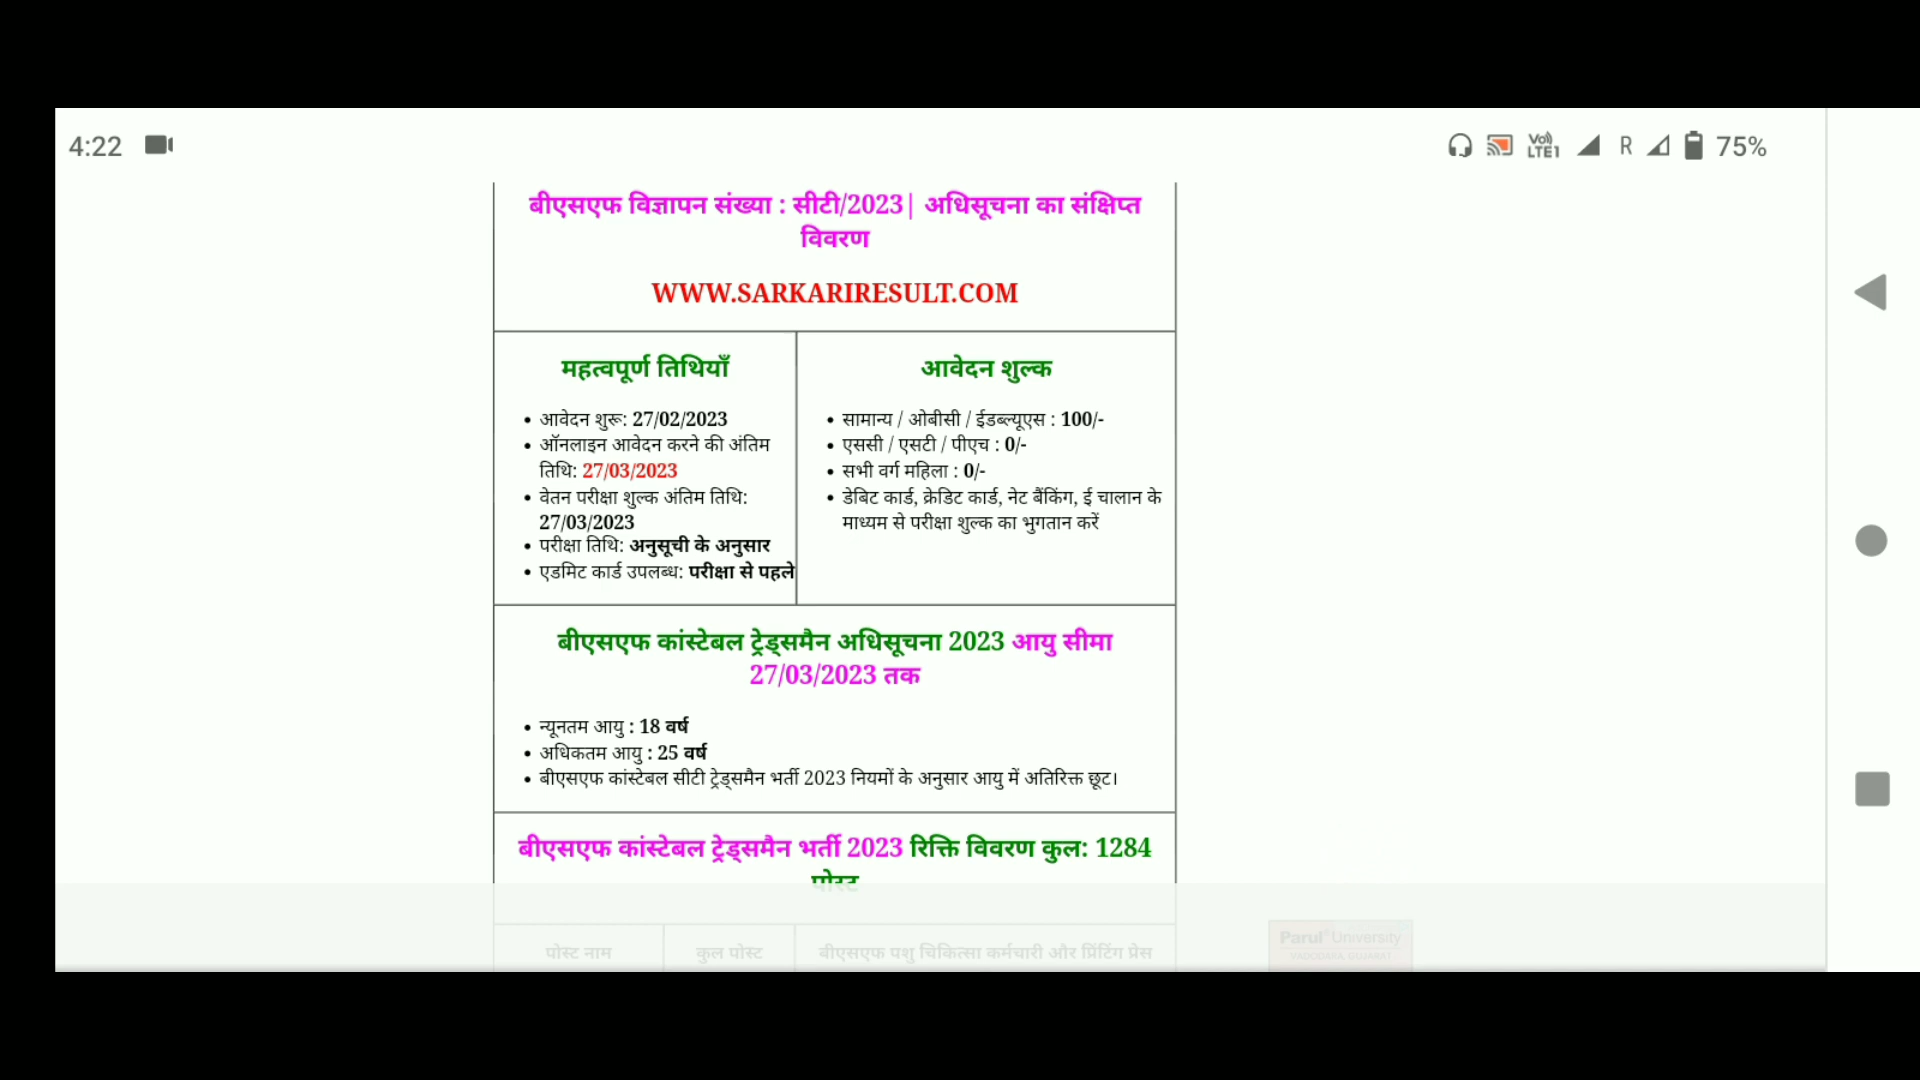 4:22
Vo)) LTE1 R 75%
बीएसएफ विज्ञापन संख्या : सीटी/2023| अधिसूचना का संक्षिप्त
विवरण
WWW.SARKARIRESULT.COM
महत्वपूर्ण तिथियाँ
आवेदन शुरू: 27/02/2023
ऑनलाइन आवेदन करने की अंतिम
तिथि: 27/03/2023
वेतन परीक्षा शुल्क अंतिम तिथि:
27/03/2023
परीक्षा तिथि: अनुसूची के अनुसार
एडमिट कार्ड उपलब्ध: परीक्षा से पहले
आवेदन शुल्क
सामान्य / ओबीसी / ईडब्ल्यूएस : 100/-
एससी / एसटी / पीएच : 0/-
सभी वर्ग महिला : 0/-
डेबिट कार्ड, क्रेडिट कार्ड, नेट बैंकिंग, ई चालान के
माध्यम से परीक्षा शुल्क का भुगतान करें
बीएसएफ कांस्टेबल ट्रेड्समैन अधिसूचना 2023 आयु सीमा
27/03/2023 तक
न्यूनतम आयु : 18 वर्ष
अधिकतम आयु : 25 वर्ष
बीएसएफ कांस्टेबल सीटी ट्रेड्समैन भर्ती 2023 नियमों के अनुसार आयु में अतिरिक्त छूट।
बीएसएफ कांस्टेबल ट्रेड्समैन भर्ती 2023 रिक्ति विवरण कुल: 1284
पोस्ट
पोस्ट नाम
कुल पोस्ट
बीएसएफ पशु चिकित्सा कर्मचारी और प्रिंटिंग प्रेस
Parul University
VADODARA, GUJARAT